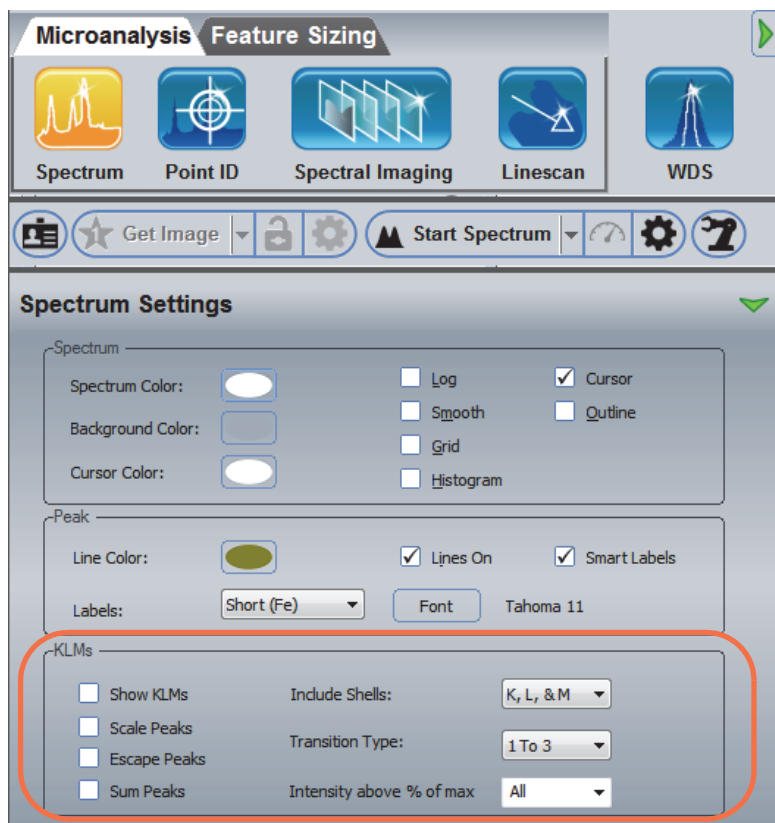 Microanalysis Feature Sizing
Spectrum Point ID Spectral Imaging Linescan WDS
Get Image Start Spectrum
Spectrum Settings
Spectrum
Spectrum Color: Log Cursor
Background Color: Smooth Outline
Grid
Cursor Color: Histogram
Peak
Line Color: Lines On Smart Labels
Labels: Short (Fe) Font Tahoma 11
KLMs
Show KLMs Include Shells: K, L, & M
Scale Peaks
Transition Type: 1 To 3
Escape Peaks
Sum Peaks Intensity above % of max All